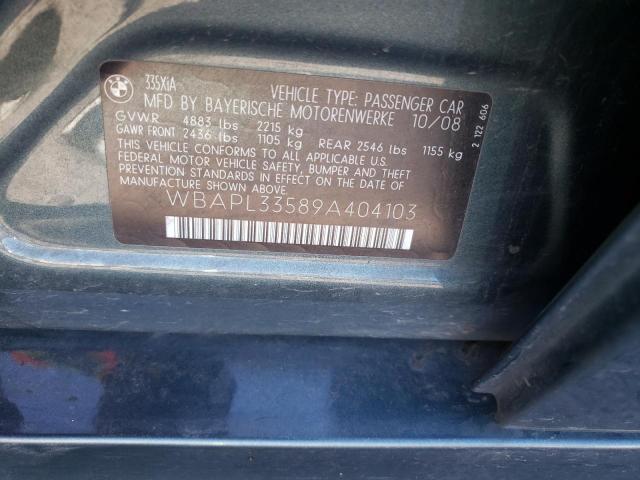 BMW
335XiA
VEHICLE TYPE: PASSENGER CAR
MFD BY BAYERISCHE MOTORENWERKE 10/08
GVWR 4883 lbs 2215 kg
GAWR FRONT 2436 lbs 1105 kg REAR 2546 lbs 1155 kg
THIS VEHICLE CONFORMS TO ALL APPLICABLE U.S.
FEDERAL MOTOR VEHICLE SAFETY, BUMPER AND THEFT
PREVENTION STANDARDS IN EFFECT ON THE DATE OF
MANUFACTURE SHOWN ABOVE.
WBAPL33589A404103
2 122 606